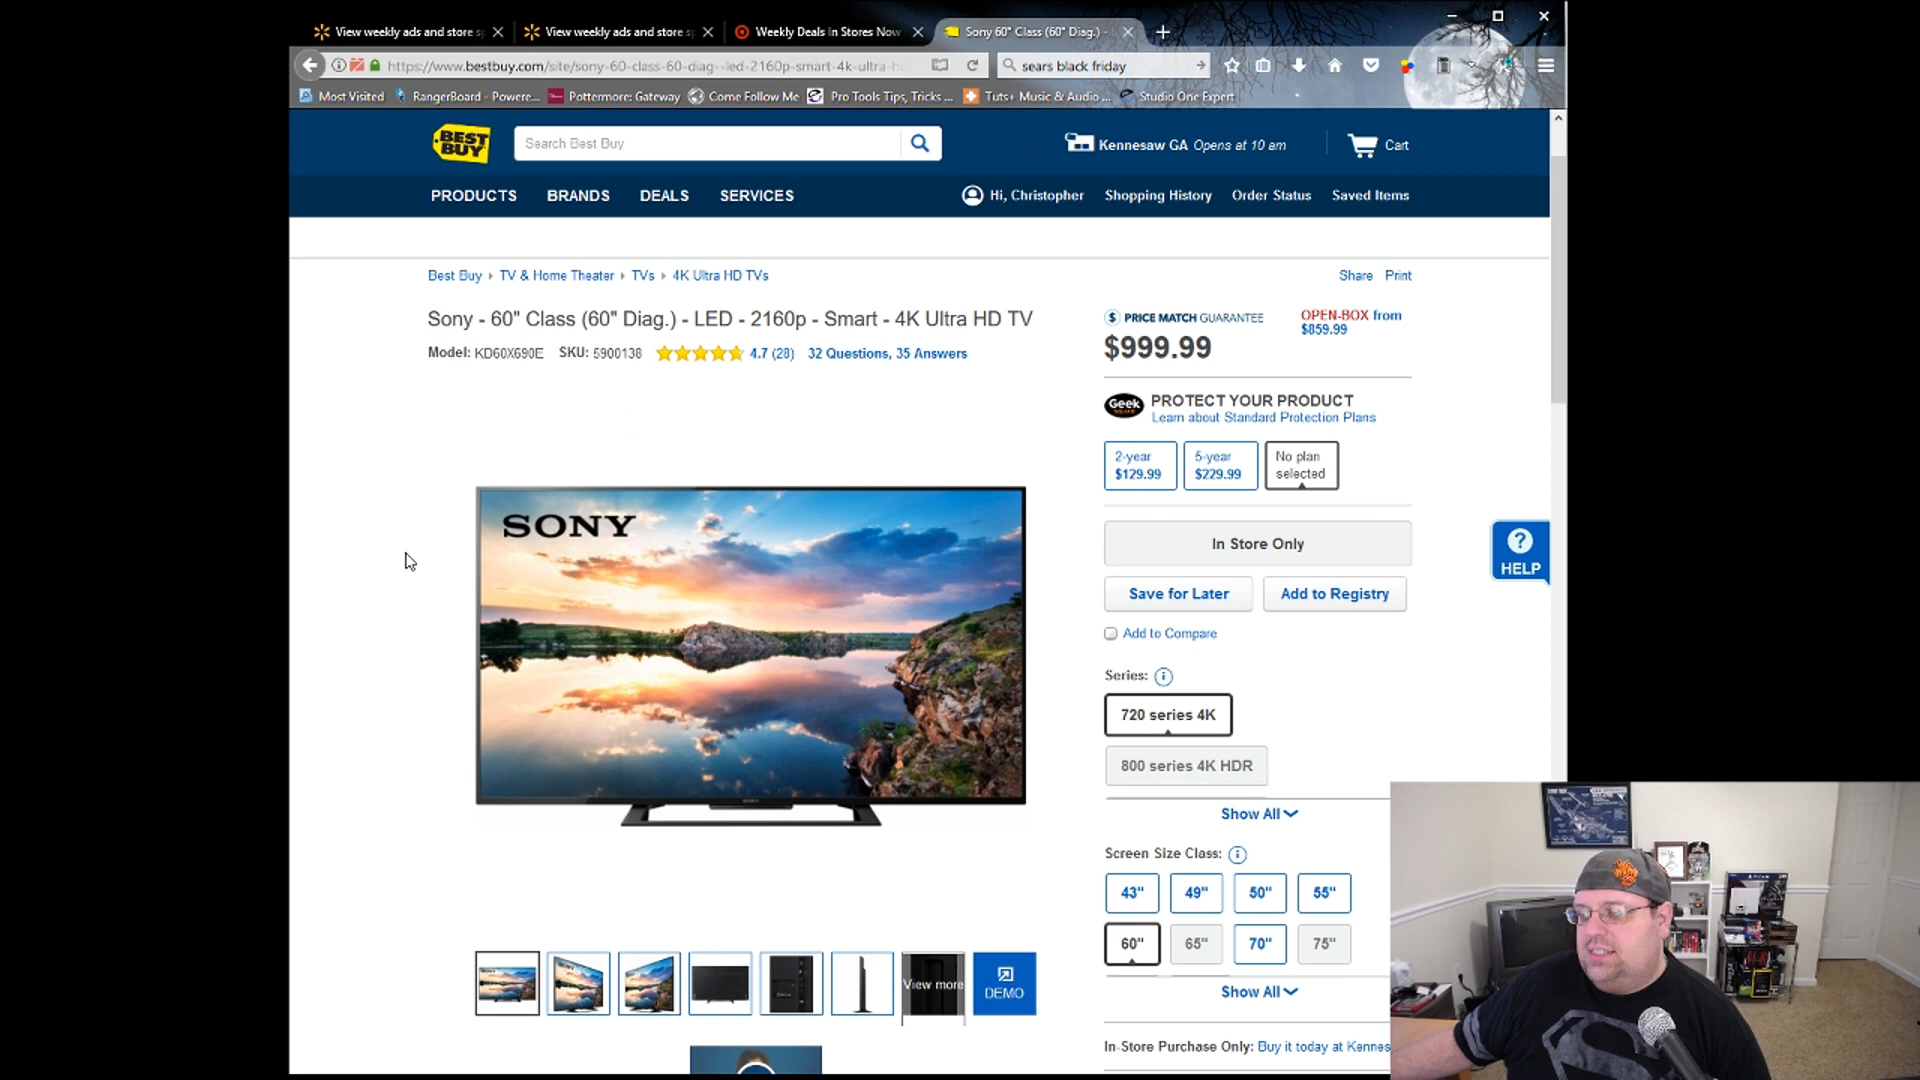 View weekly ads and store sp
View weekly ads and store sp
Weekly Deals In Stores Now
Sony 60" Class (60" Diag.) -
https://www.bestbuy.com/site/sony-60-class-60-diag--led-2160p-smart-4k-ultra-hd
sears black friday
Most Visited
RangerBoard - Powere...
Pottermore: Gateway
Come Follow Me
Pro Tools Tips, Tricks ...
Tuts+ Music & Audio ...
Studio One Expert
BEST BUY
Search Best Buy
Kennesaw GA Opens at 10 am
Cart
PRODUCTS
BRANDS
DEALS
SERVICES
Hi, Christopher
Shopping History
Order Status
Saved Items
Best Buy
TV & Home Theater
TVs
4K Ultra HD TVs
Share
Print
Sony - 60" Class (60" Diag.) - LED - 2160p - Smart - 4K Ultra HD TV
Model: KD60X690E SKU: 5900138
4.7 (28)
32 Questions, 35 Answers
PRICE MATCH GUARANTEE
$999.99
OPEN-BOX from
$859.99
Geek
SQUAD
PROTECT YOUR PRODUCT
Learn about Standard Protection Plans
2-year
$129.99
5-year
$229.99
No plan
selected
In Store Only
Save for Later
Add to Registry
Add to Compare
Series:
720 series 4K
800 series 4K HDR
Show All
Screen Size Class:
43"
49"
50"
55"
60"
65"
70"
75"
Show All
In-Store Purchase Only: Buy it today at Kennes
HELP
SONY
View more
DEMO